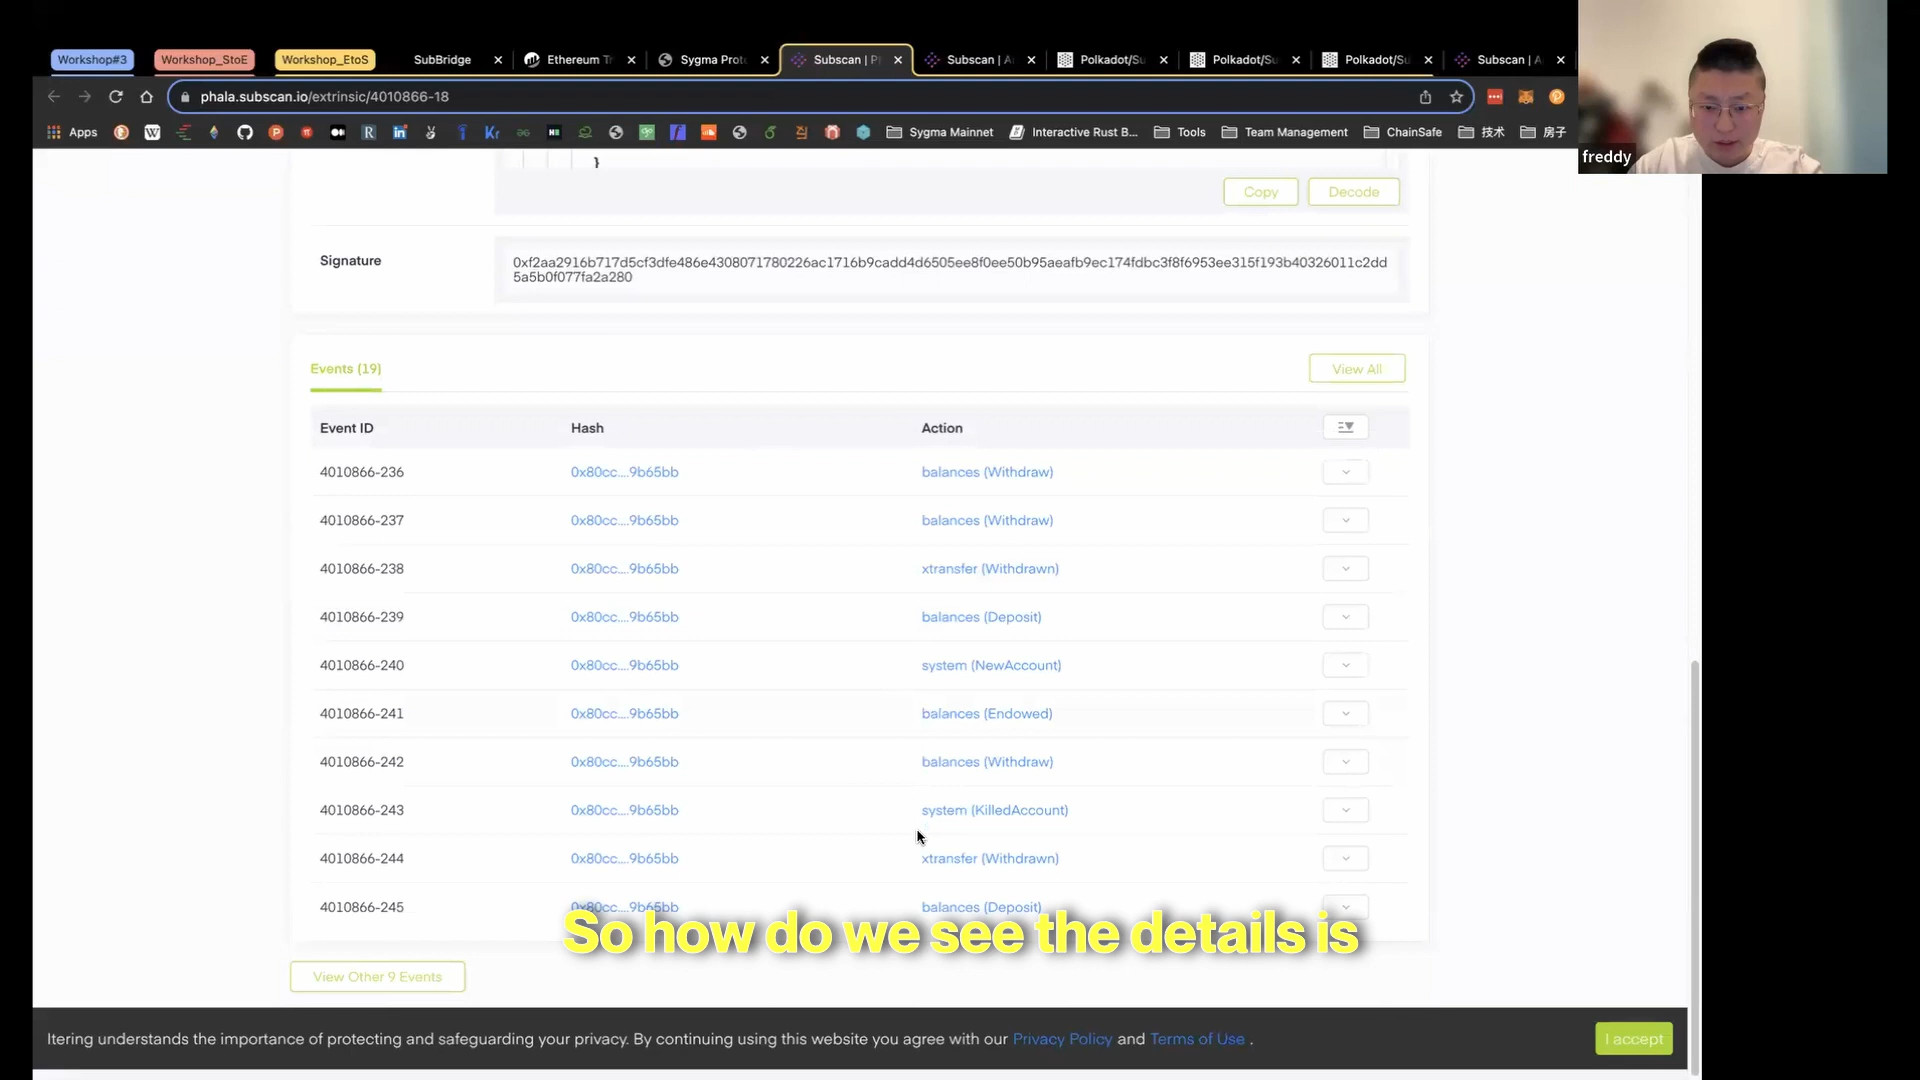 Workshop#3 Workshop_StoE Workshop_EtoS SubBridge Ethereum Tr Sygma Prot Subscan | P Subscan | A Polkadot/Su Polkadot/Su Polkadot/Su Subscan | A
phala.subscan.io/extrinsic/4010866-18
Apps Sygma Mainnet Interactive Rust B... Tools Team Management ChainSafe 技术 房子
freddy
}
Copy Decode
Signature
0xf2aa2916b717d5cf3dfe486e4308071780226ac1716b9cadd4d6505ee8f0ee50b95aeafb9ec174fdbc3f8f6953ee315f193b40326011c2dd
5a5b0f077fa2a280
Events (19) View All
Event ID Hash Action
4010866-236 0x80cc....9b65bb balances (Withdraw)
4010866-237 0x80cc....9b65bb balances (Withdraw)
4010866-238 0x80cc....9b65bb xtransfer (Withdrawn)
4010866-239 0x80cc....9b65bb balances (Deposit)
4010866-240 0x80cc....9b65bb system (NewAccount)
4010866-241 0x80cc....9b65bb balances (Endowed)
4010866-242 0x80cc....9b65bb balances (Withdraw)
4010866-243 0x80cc....9b65bb system (KilledAccount)
4010866-244 0x80cc....9b65bb xtransfer (Withdrawn)
4010866-245 0x80cc....9b65bb balances (Deposit)
So how do we see the details is
View Other 9 Events
Itering understands the importance of protecting and safeguarding your privacy. By continuing using this website you agree with our Privacy Policy and Terms of Use . I accept